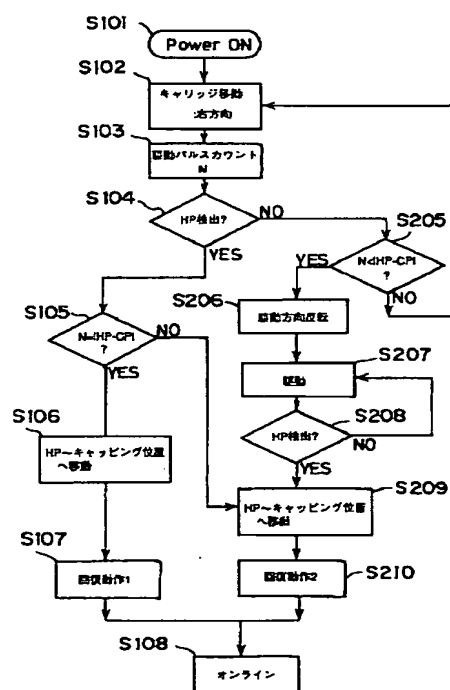 S101
Power ON
S102
キャリッジ移動
:右方向
S103
駆動パルスカウント
N
S104
HP検出?
NO
YES
S205
N<|HP-CP|
?
YES
NO
S105
N=|HP-CP|
?
NO
YES
S206
駆動方向反転
S207
駆動
S208
HP検出?
NO
YES
S106
HP〜キャッピング位置
へ移動
S209
HP〜キャッピング位置
へ移動
S107
回復動作1
S210
回復動作2
S108
オンライン